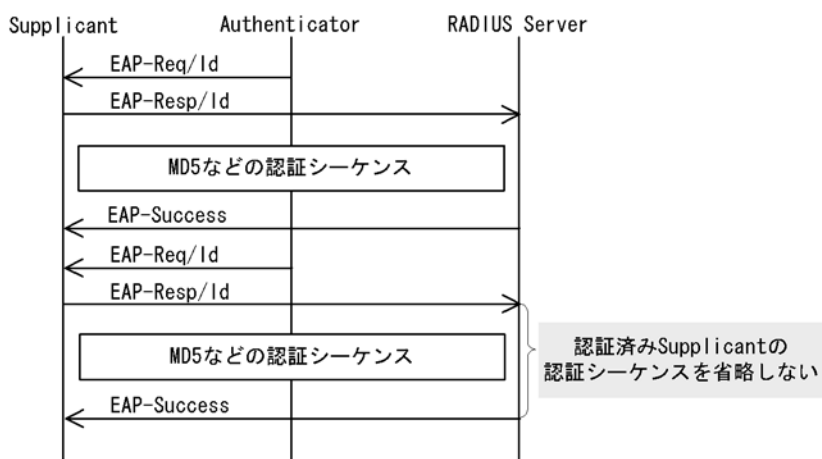 Supplicant Authenticator RADIUS Server
EAP-Req/Id
EAP-Resp/Id
MD5などの認証シーケンス
EAP-Success
EAP-Req/Id
EAP-Resp/Id
MD5などの認証シーケンス
認証済みSupplicantの
認証シーケンスを省略しない
EAP-Success